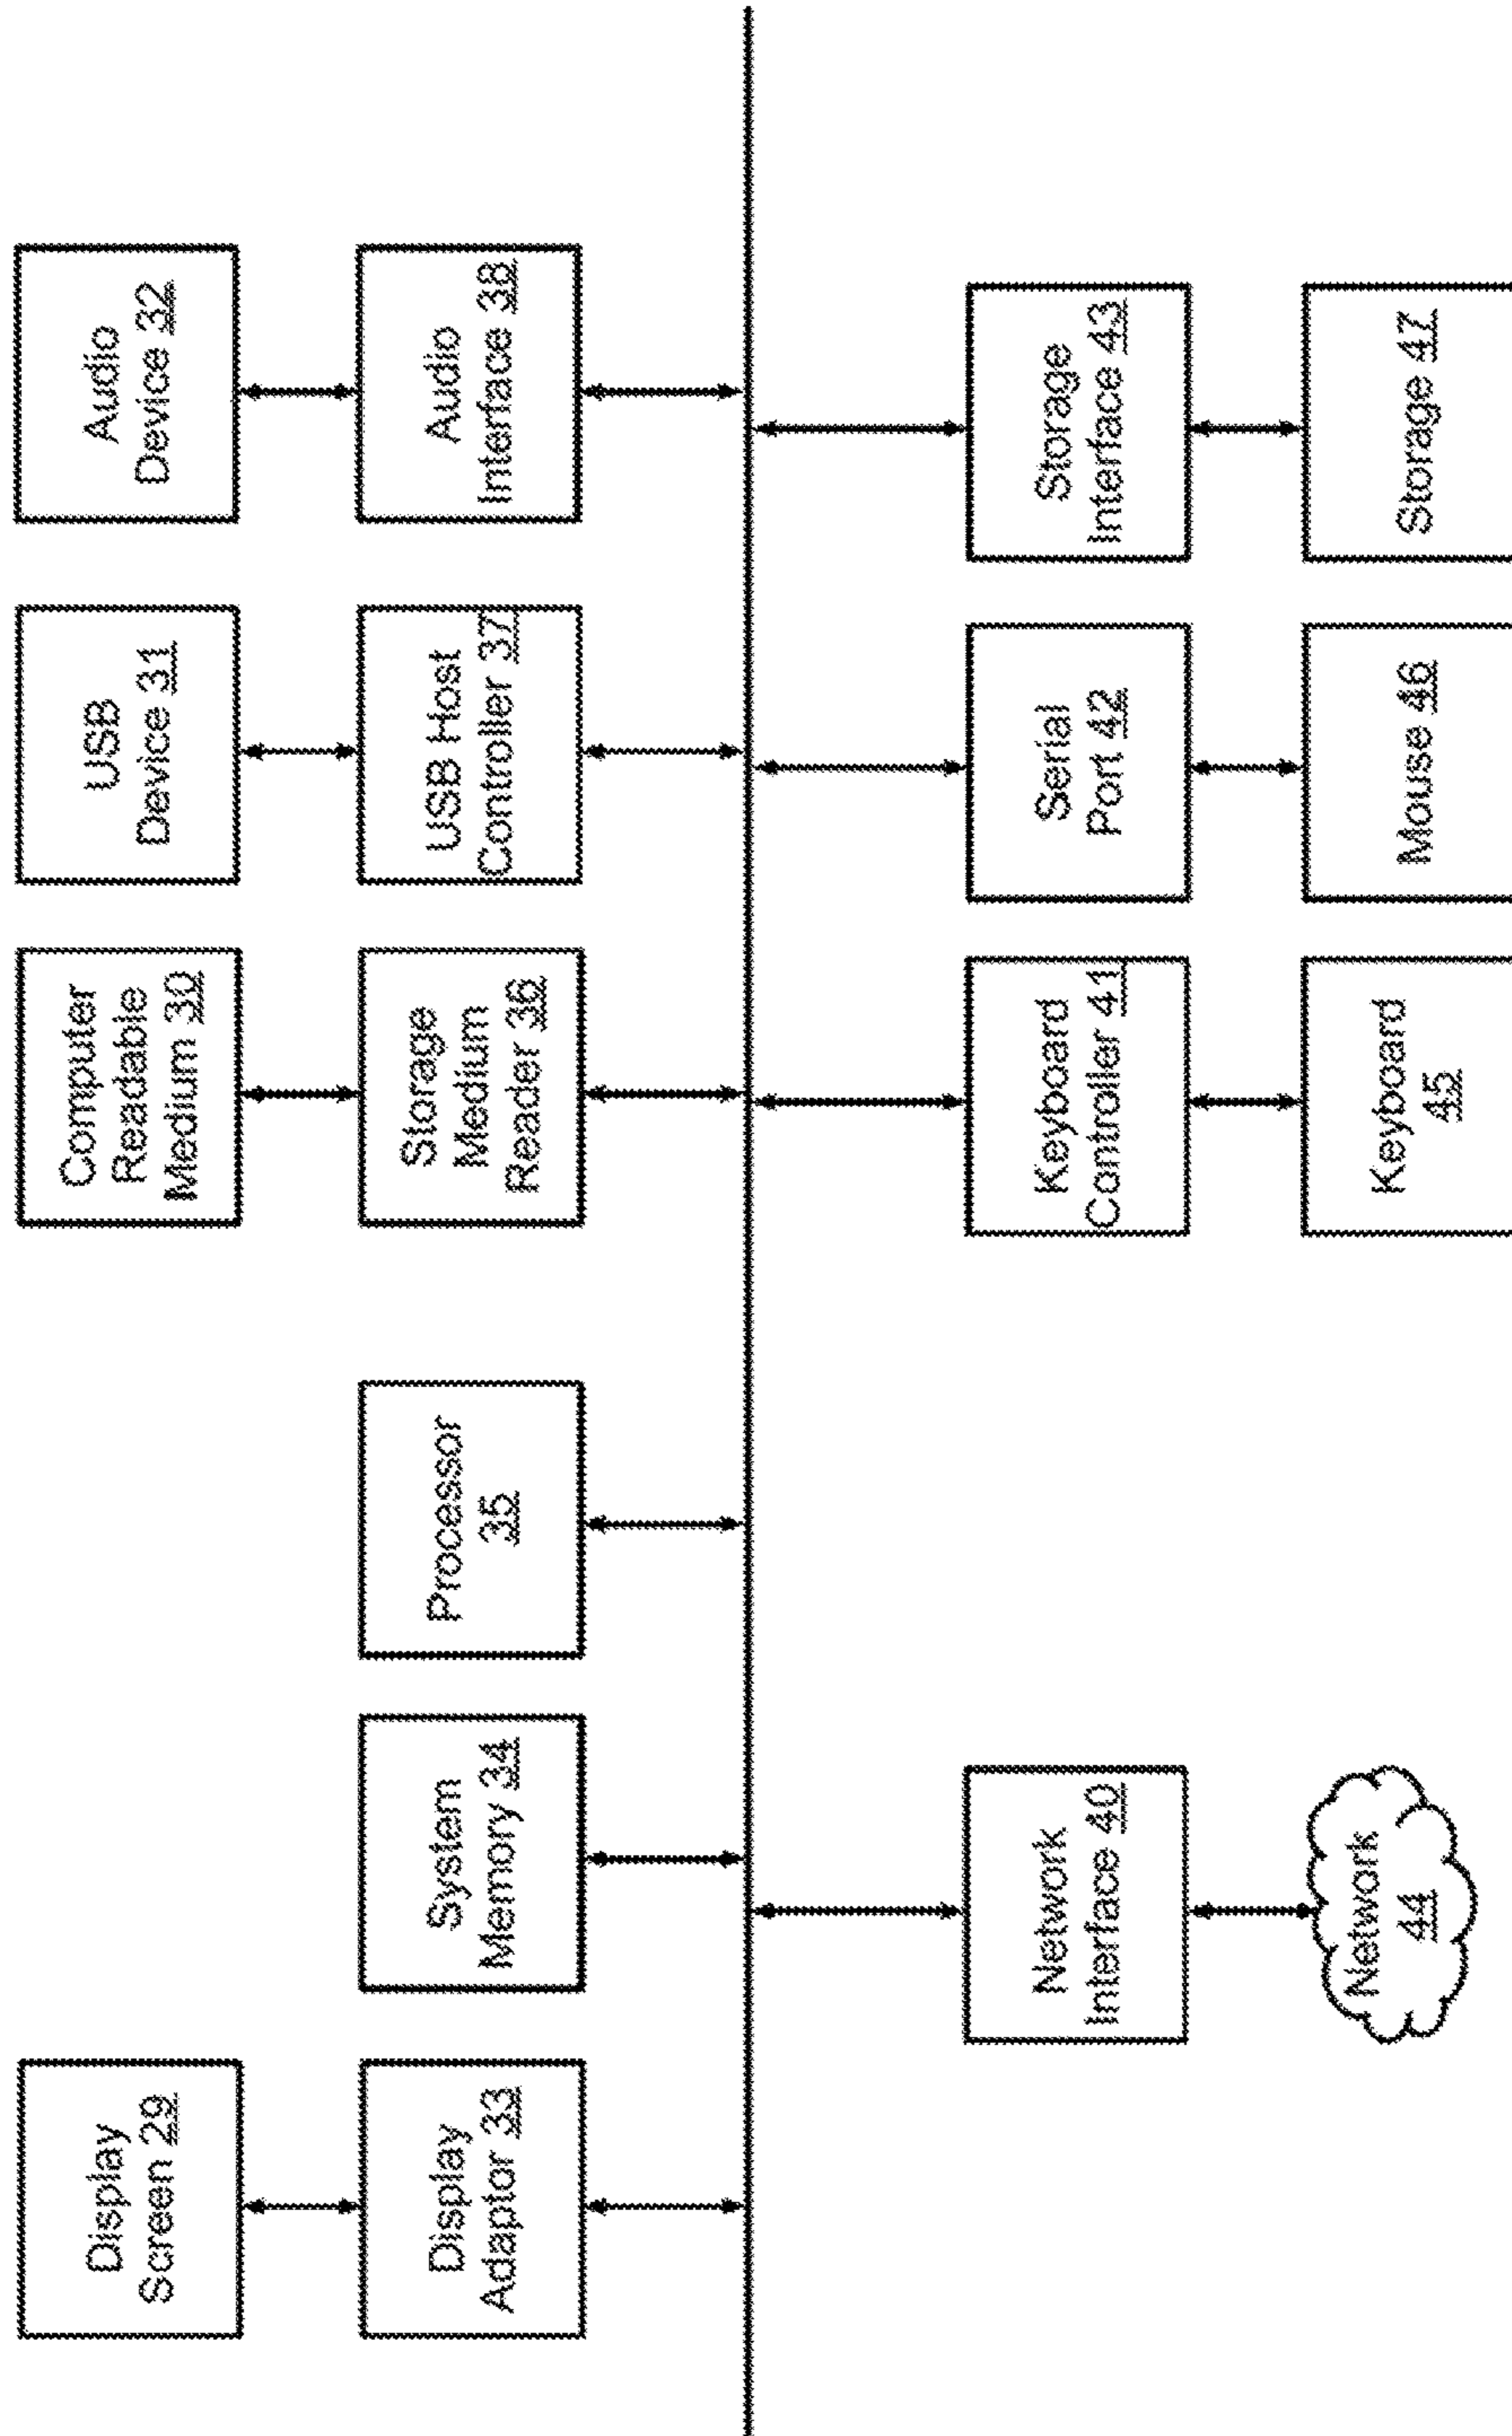 Display
Screen 29
Computer
Readable
Medium 30
USB
Device 31
Audio
Device 32
Display
Adaptor 33
System
Memory 34
Processor
35
Storage
Medium
Reader 36
USB Host
Controller 37
Audio
Interface 38
Network
Interface 40
Keyboard
Controller 41
Serial
Port 42
Storage
Interface 43
Network
44
Keyboard
45
Mouse 46
Storage 47